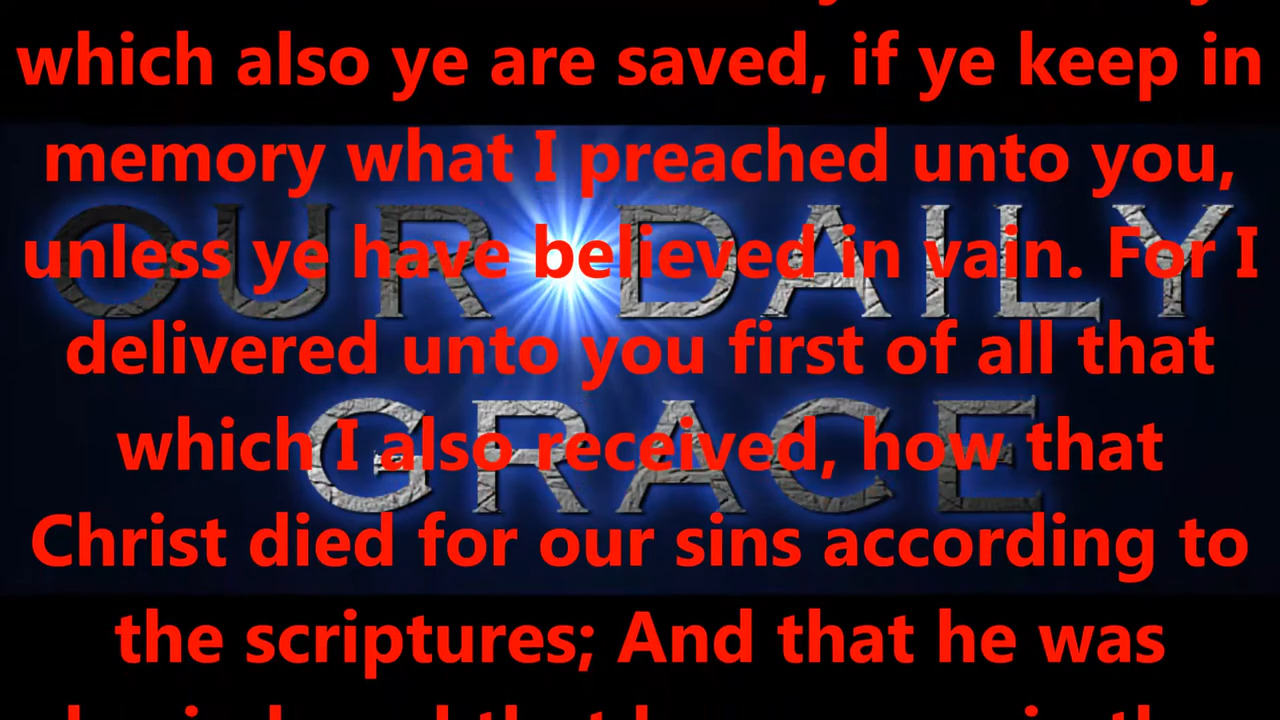 which also ye are saved, if ye keep in
memory what I preached unto you,
unless ye have believed in vain. For I
delivered unto you first of all that
which I also received, how that
Christ died for our sins according to
the scriptures; And that he was
OUR DAILY
GRACE